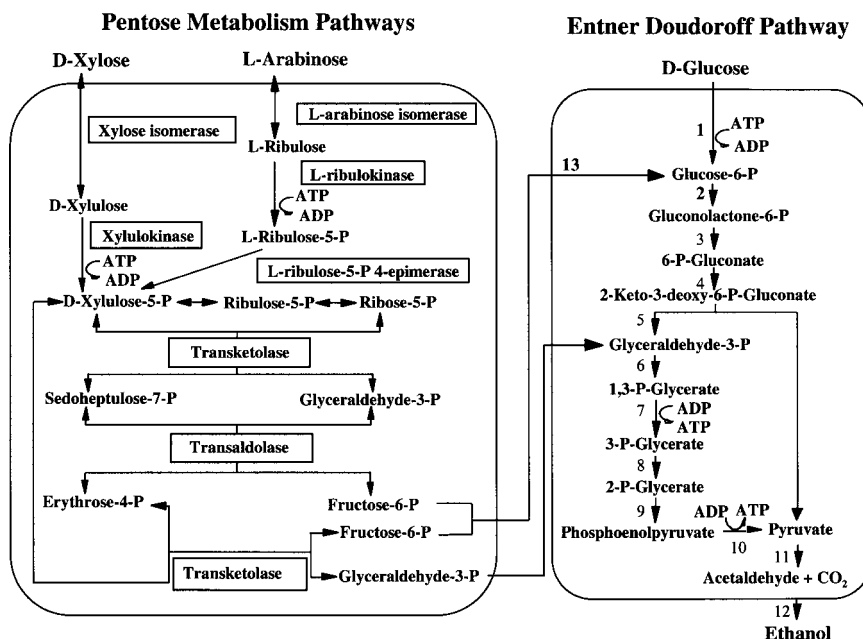 Pentose Metabolism Pathways
Entner Doudoroff Pathway
D-Xylose
L-Arabinose
Xylose isomerase
L-arabinose isomerase
L-Ribulose
L-ribulokinase
ATP
ADP
D-Xylulose
Xylulokinase
ATP
ADP
L-Ribulose-5-P
L-ribulose-5-P 4-epimerase
D-Xylulose-5-P
Ribulose-5-P
Ribose-5-P
Transketolase
Sedoheptulose-7-P
Glyceraldehyde-3-P
Transaldolase
Erythrose-4-P
Fructose-6-P
Fructose-6-P
Transketolase
Glyceraldehyde-3-P
13
D-Glucose
1
ATP
ADP
Glucose-6-P
2
Gluconolactone-6-P
3
6-P-Gluconate
4
2-Keto-3-deoxy-6-P-Gluconate
5
Glyceraldehyde-3-P
6
1,3-P-Glycerate
7
ADP
ATP
3-P-Glycerate
8
2-P-Glycerate
9
ADP
ATP
Phosphoenolpyruvate
10
Pyruvate
11
Acetaldehyde + CO₂
12
Ethanol